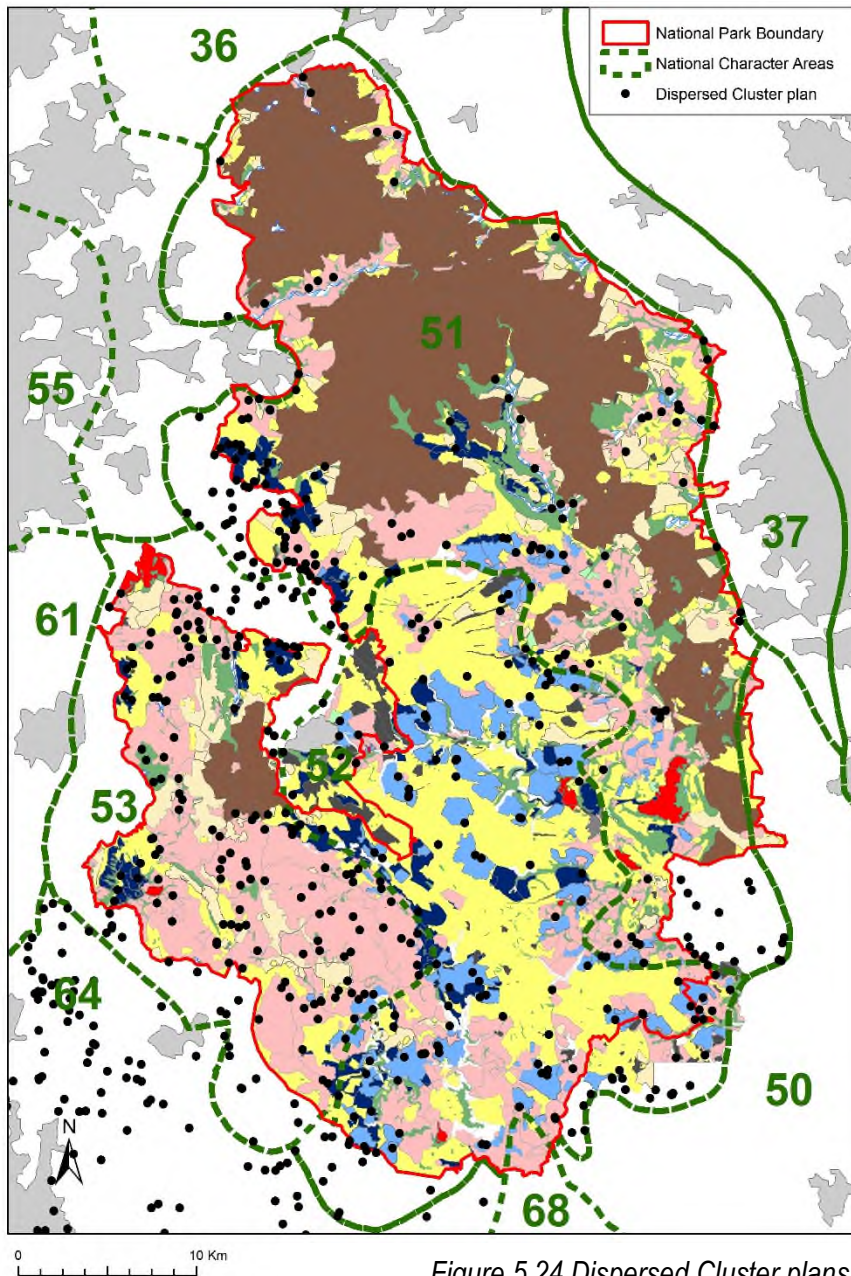 36
National Park Boundary
National Character Areas
Dispersed Cluster plan
51
55
37
61
52
53
64
50
N
68
0 10 Km
Figure 5.24 Dispersed Cluster plans